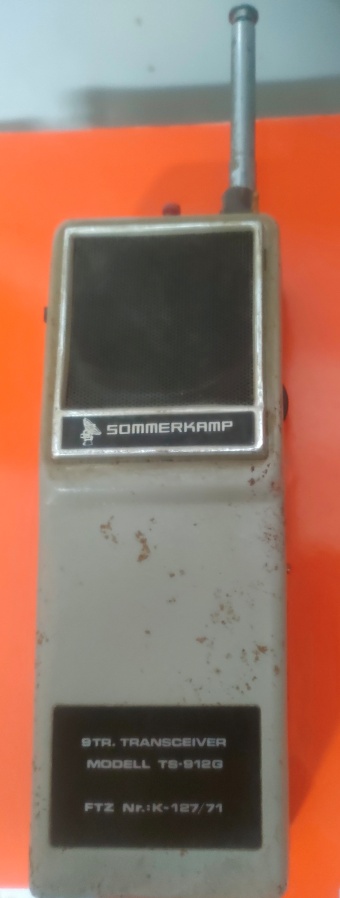 SOMMERKAMP
9TR. TRANSCEIVER
MODELL TS-912G
FTZ Nr.:K-127/71